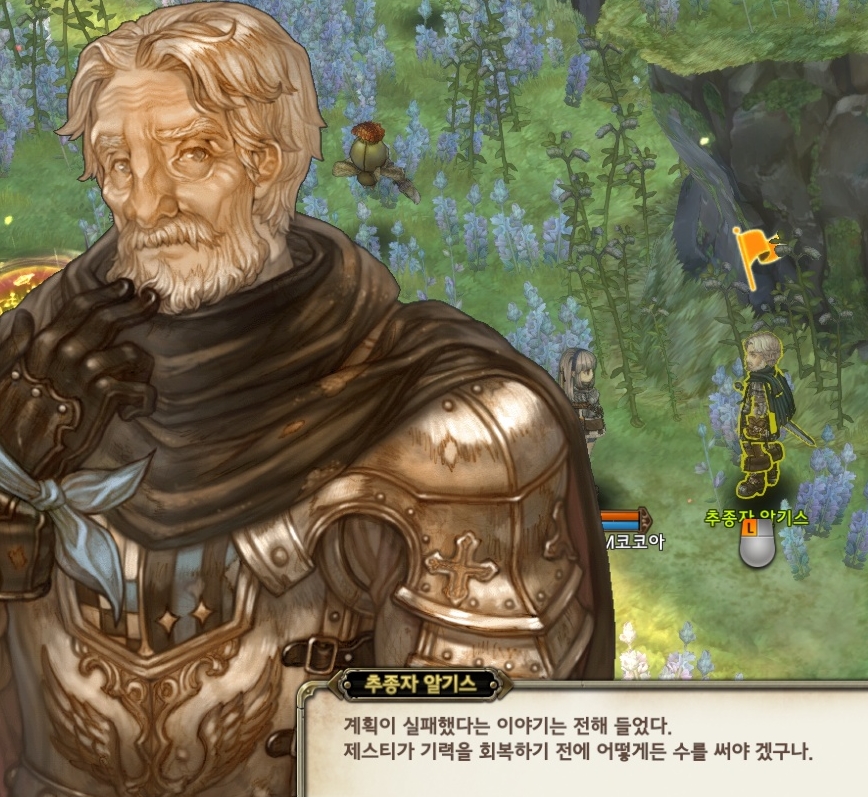 추종자 알기스
L
M코코아
추종자 알기스
계획이 실패했다는 이야기는 전해 들었다.
제스티가 기력을 회복하기 전에 어떻게든 수를 써야 겠구나.